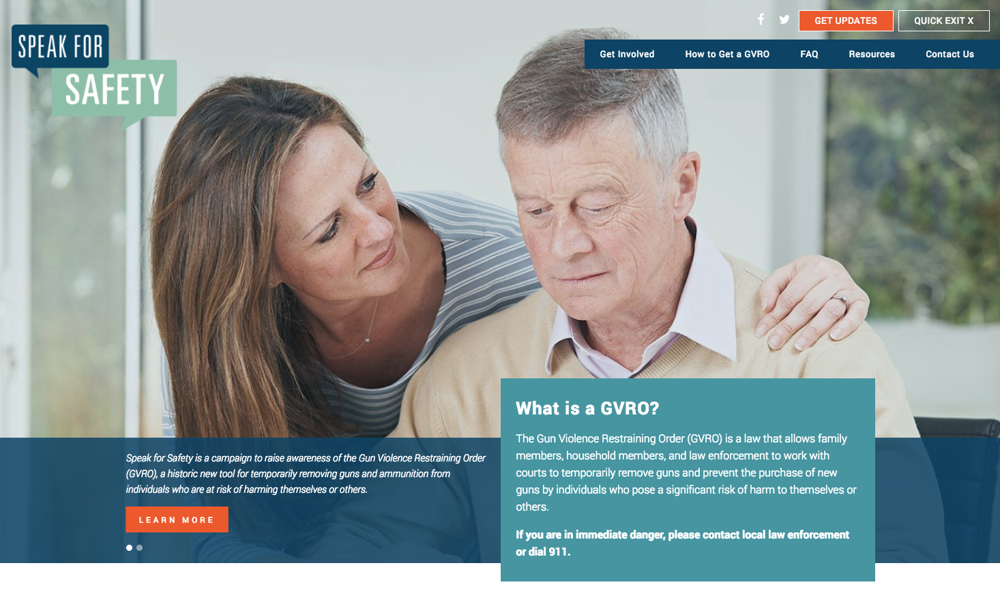 GET UPDATES
QUICK EXIT X
SPEAK FOR
SAFETY
Get Involved
How to Get a GVRO
FAQ
Resources
Contact Us
What is a GVRO?
The Gun Violence Restraining Order (GVRO) is a law that allows family
members, household members, and law enforcement to work with
courts to temporarily remove guns and prevent the purchase of new
guns by individuals who pose a significant risk of harm to themselves or
others.
If you are in immediate danger, please contact local law enforcement
or dial 911.
Speak for Safety is a campaign to raise awareness of the Gun Violence Restraining Order
(GVRO), a historic new tool for temporarily removing guns and ammunition from
individuals who are at risk of harming themselves or others.
LEARN MORE